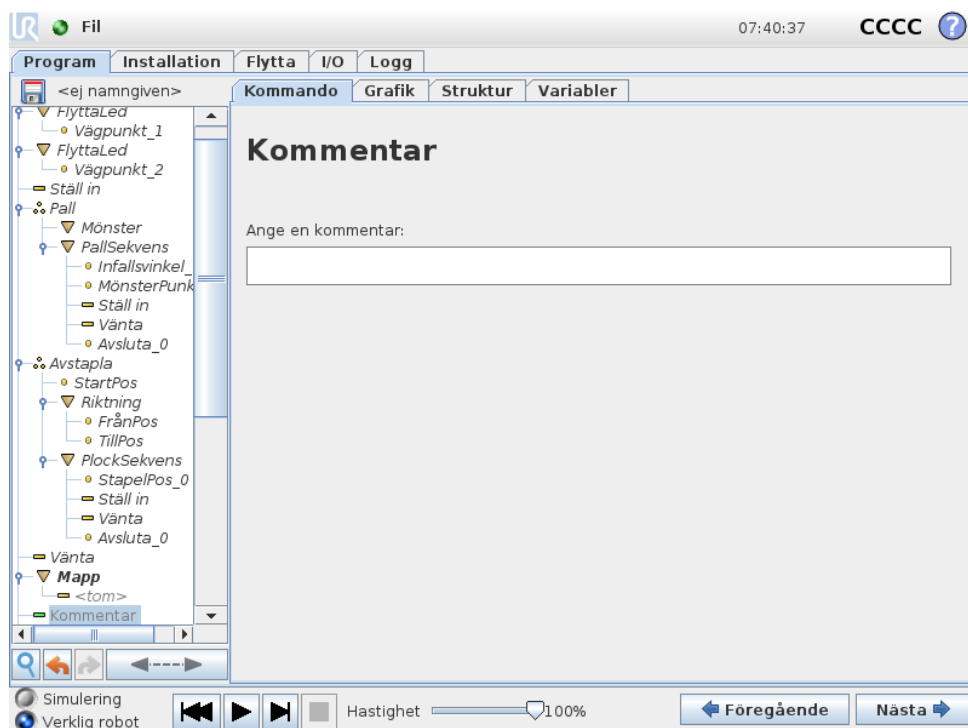 UR Fil 07:40:37 CCCC ?
Program Installation Flytta I/O Logg
<ej namngiven> Kommando Grafik Struktur Variabler
FlyttaLed
Vägpunkt_1
FlyttaLed
Vägpunkt_2
Ställ in
Pall
Mönster
PallSekvens
Infallsvinkel_
MönsterPunk
Ställ in
Vänta
Avsluta_0
Avstapla
StartPos
Riktning
FrånPos
TillPos
PlockSekvens
StapelPos_0
Ställ in
Vänta
Avsluta_0
Vänta
Mapp
<tom>
Kommentar
Kommentar
Ange en kommentar:
Simulering
Verklig robot
Hastighet 100%
Föregående Nästa